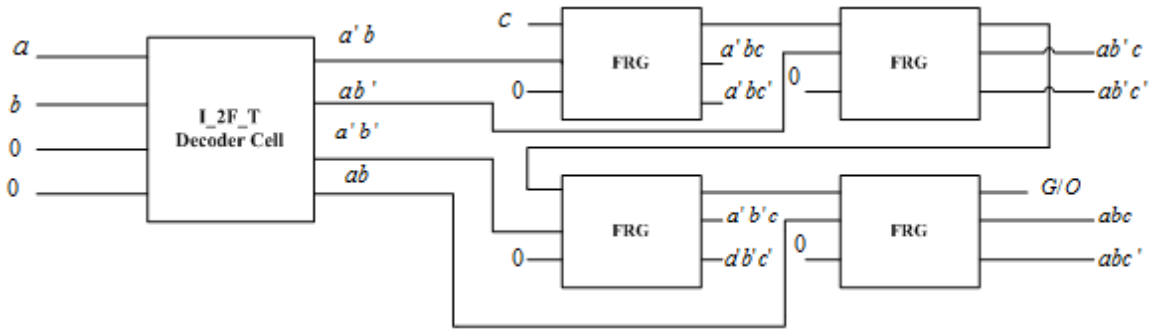 a
b
0
0
I_2F_T
Decoder Cell
a' b
ab '
a' b'
ab
C
0
FRG
a' bc
a' bc'
0
FRG
ab' c
ab' c'
0
FRG
a' b' c
a'b'c'
0
FRG
G/O
abc
abc '